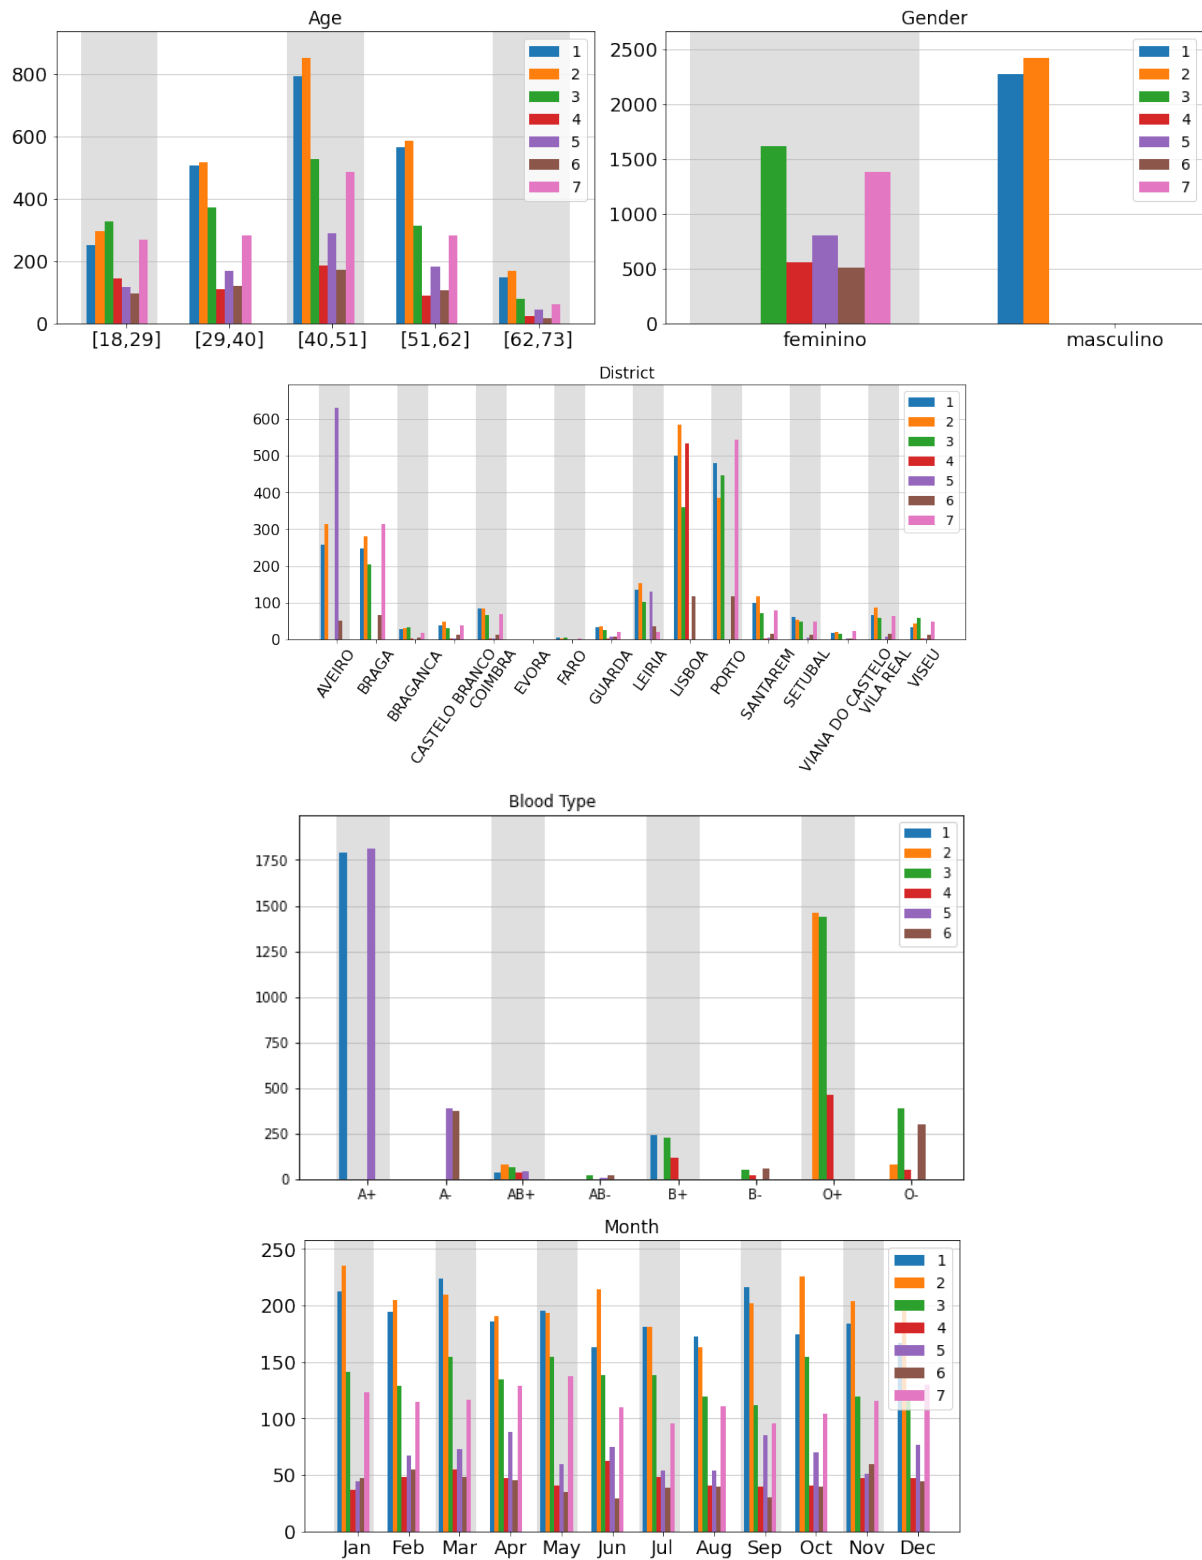 Age
800
600
400
200
0
[18,29] [29,40] [40,51] [51,62] [62,73]
1
2
3
4
5
6
7
Gender
2500
2000
1500
1000
500
0
feminino masculino
1
2
3
4
5
6
7
District
600
500
400
300
200
100
0
AVEIRO
BRAGA
BRAGANCA
CASTELO BRANCO
COIMBRA
EVORA
FARO
GUARDA
LEIRIA
LISBOA
PORTO
SANTAREM
SETUBAL
VIANA DO CASTELO
VILA REAL
VISEU
1
2
3
4
5
6
7
Blood Type
1750
1500
1250
1000
750
500
250
0
A+ A- AB+ AB- B+ B- O+ O-
1
2
3
4
5
6
Month
250
200
150
100
50
0
Jan Feb Mar Apr May Jun Jul Aug Sep Oct Nov Dec
1
2
3
4
5
6
7